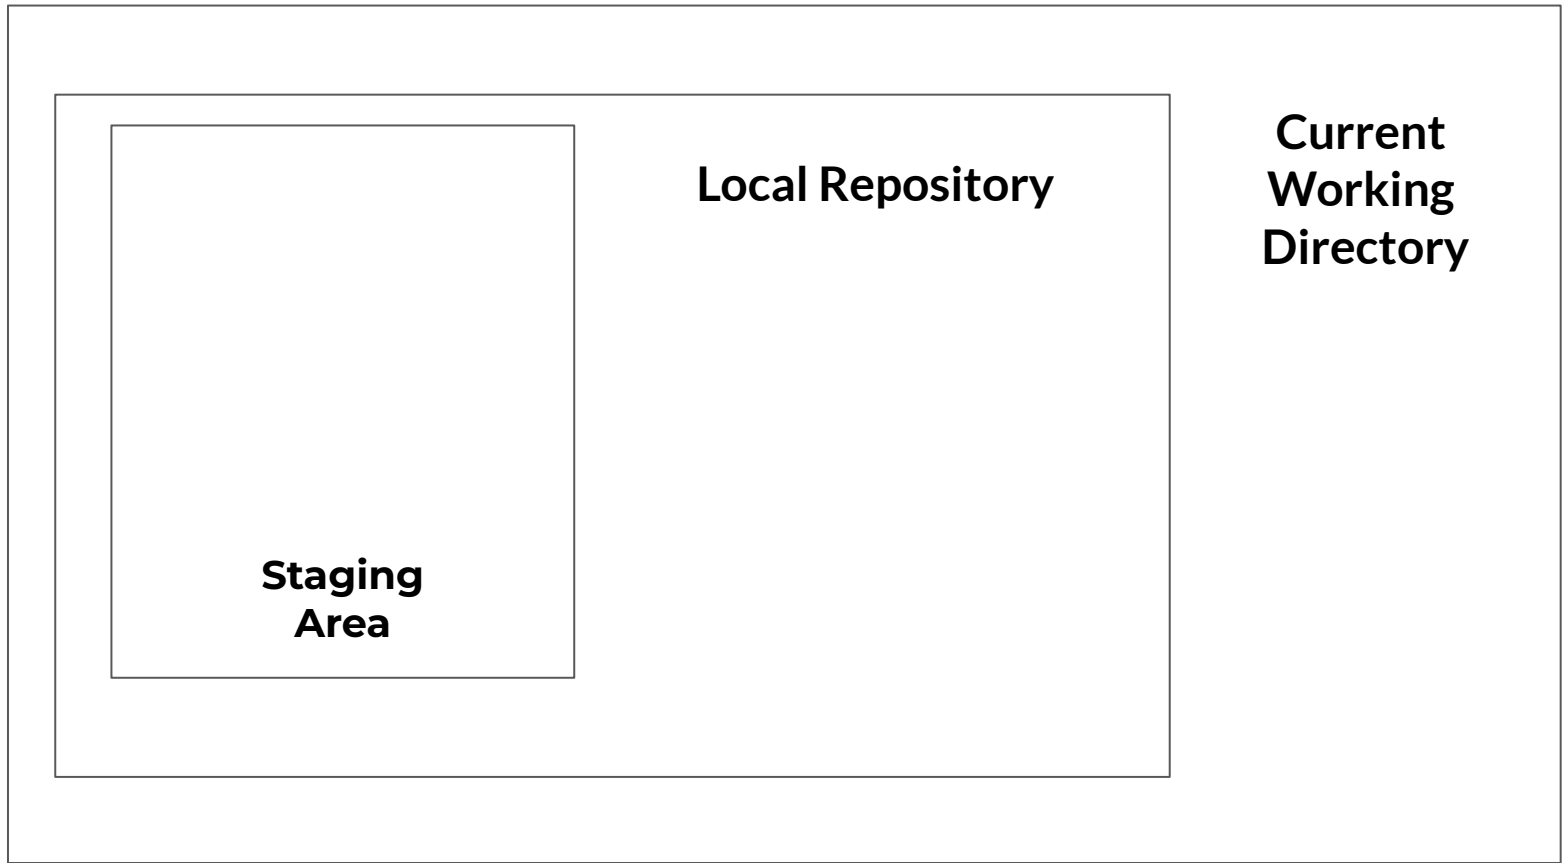 Local Repository
Current
Working
Directory
Staging
Area